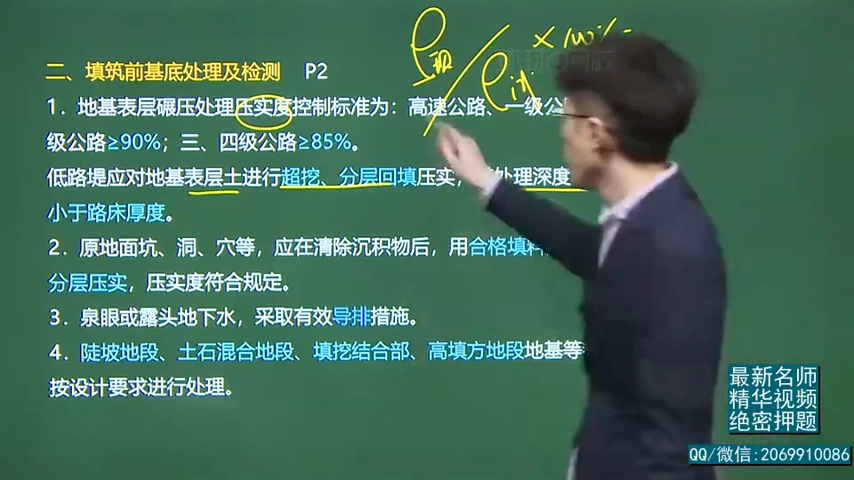 二、填筑前基底处理及检测 P2
1. 地基表层碾压处理压实度控制标准为：高速公路、一级公
级公路≥90%；三、四级公路≥85%。
低路堤应对地基表层土进行超挖、分层回填压实，处理深度
小于路床厚度。
2. 原地面坑、洞、穴等，应在清除沉积物后，用合格填料
分层压实，压实度符合规定。
3. 泉眼或露头地下水，采取有效导排措施。
4. 陡坡地段、土石混合地段、填挖结合部、高填方地段地基等
按设计要求进行处理。
最新名师
精华视频
绝密押题
QQ/微信:2069910086